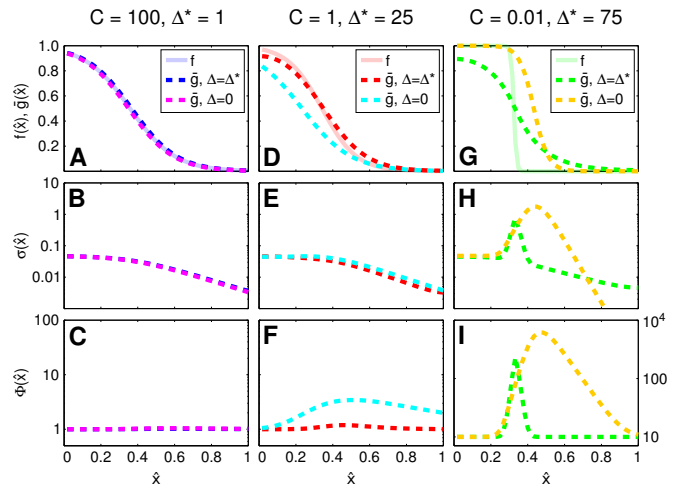 C = 100, Δ* = 1
C = 1, Δ* = 25
C = 0.01, Δ* = 75
f(x̂), g̃(x̂)
1.0
0.8
0.6
0.4
0.2
f
g̃, Δ=Δ*
g̃, Δ=0
A
f
g̃, Δ=Δ*
g̃, Δ=0
D
f
g̃, Δ=Δ*
g̃, Δ=0
G
σ(x̂)
10
1
0.1
0.01
B
E
H
Φ(x̂)
100
10
1
C
F
I
10⁴
100
10
0 0.2 0.4 0.6 0.8 1
0 0.2 0.4 0.6 0.8 1
0 0.2 0.4 0.6 0.8 1
x̂
x̂
x̂